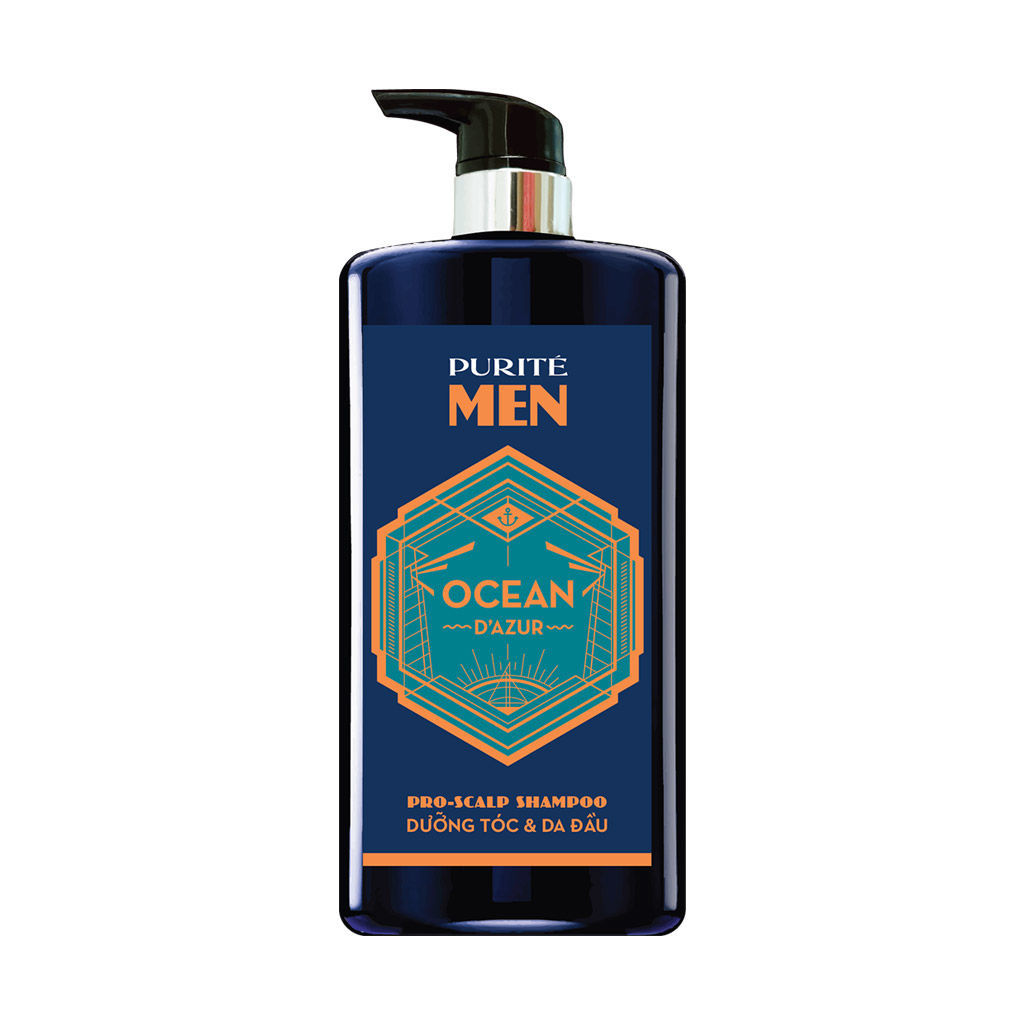 PURITÉ
MEN
OCEAN
D'AZUR
PRO-SCALP SHAMPOO
DƯỠNG TÓC & DA ĐẦU